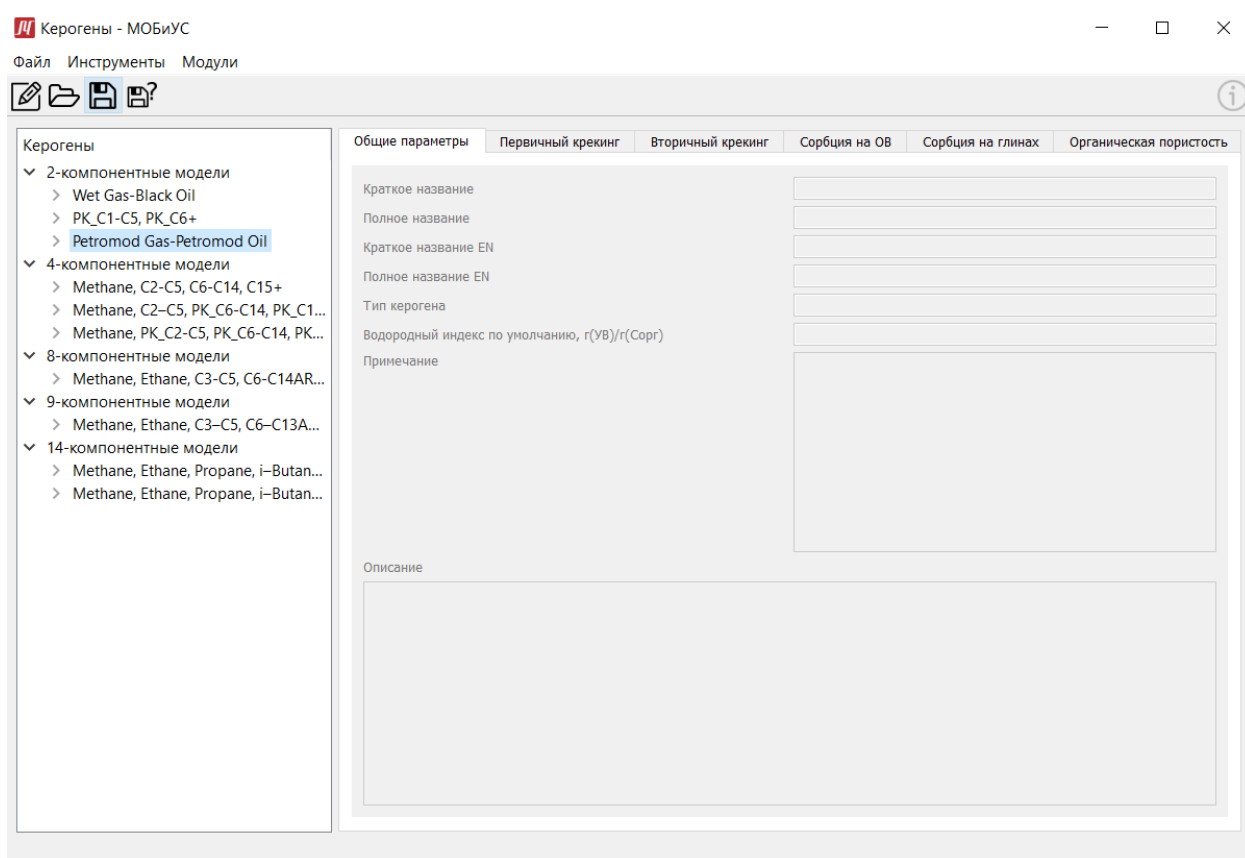 Керогены - МОБиУС
Файл Инструменты Модули
Керогены
2-компонентные модели
Wet Gas-Black Oil
PK_C1-C5, PK_C6+
Petromod Gas-Petromod Oil
4-компонентные модели
Methane, C2-C5, C6-C14, C15+
Methane, C2–C5, PK_C6-C14, PK_C1...
Methane, PK_C2-C5, PK_C6-C14, PK...
8-компонентные модели
Methane, Ethane, C3-C5, C6-C14AR...
9-компонентные модели
Methane, Ethane, C3–C5, C6–C13A...
14-компонентные модели
Methane, Ethane, Propane, i–Butan...
Methane, Ethane, Propane, i–Butan...
Общие параметры Первичный крекинг Вторичный крекинг Сорбция на ОВ Сорбция на глинах Органическая пористость
Краткое название
Полное название
Краткое название EN
Полное название EN
Тип керогена
Водородный индекс по умолчанию, г(УВ)/г(Сорг)
Примечание
Описание